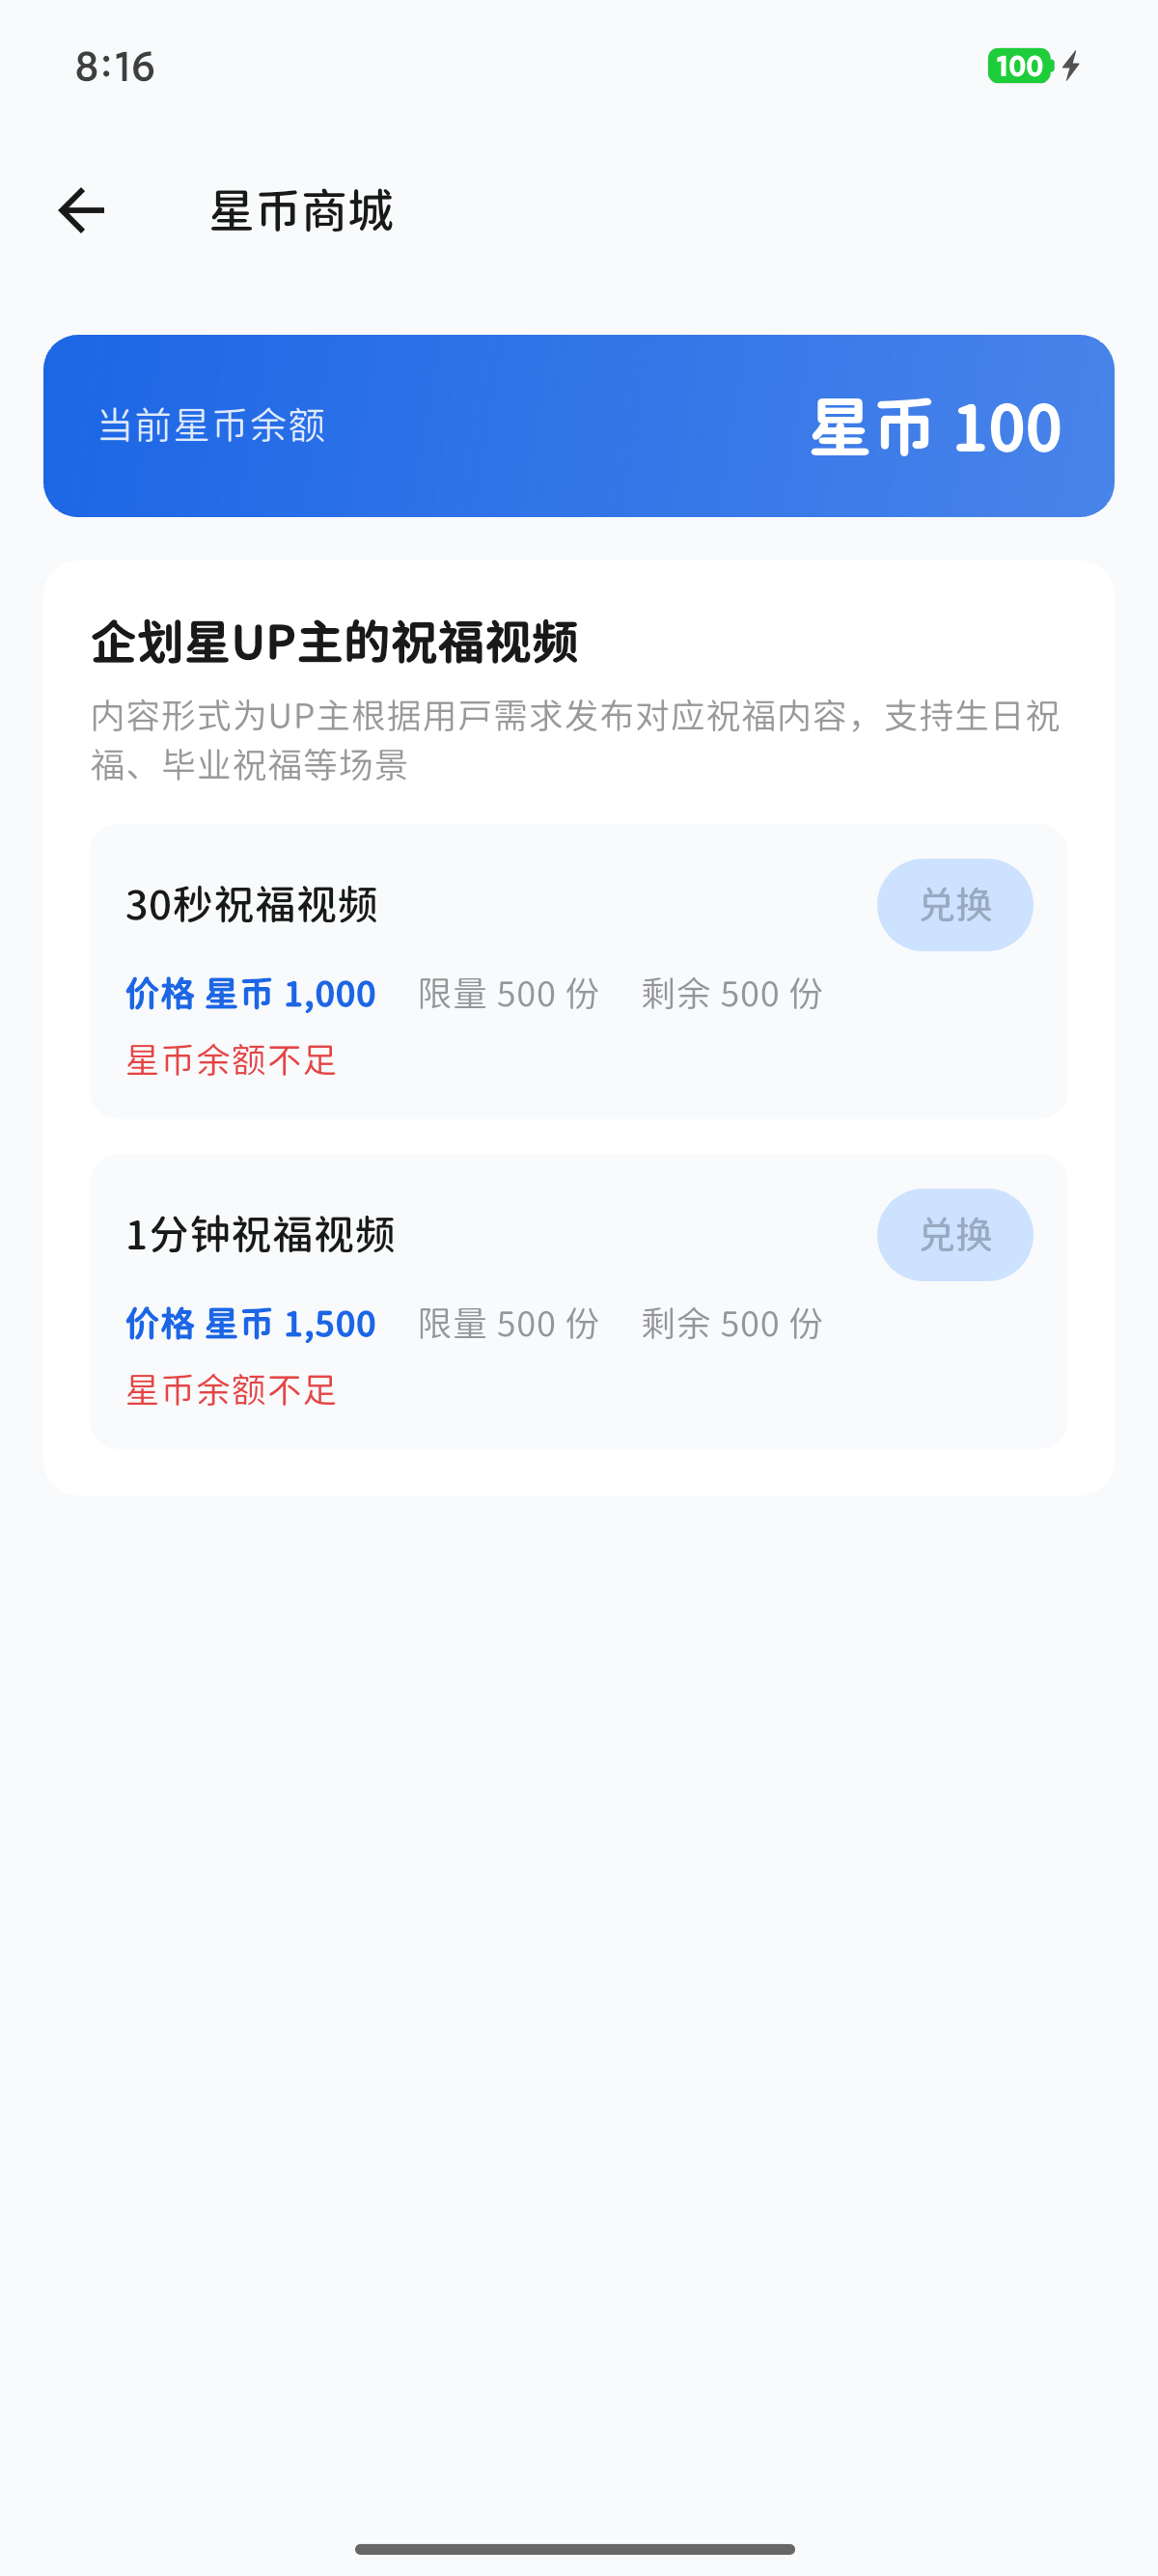 8:16
100
星币商城
当前星币余额
星币 100
企划星UP主的祝福视频
内容形式为UP主根据用户需求发布对应祝福内容，支持生日祝
福、毕业祝福等场景
30秒祝福视频
兑换
价格 星币 1,000 限量 500 份 剩余 500 份
星币余额不足
1分钟祝福视频
兑换
价格 星币 1,500 限量 500 份 剩余 500 份
星币余额不足